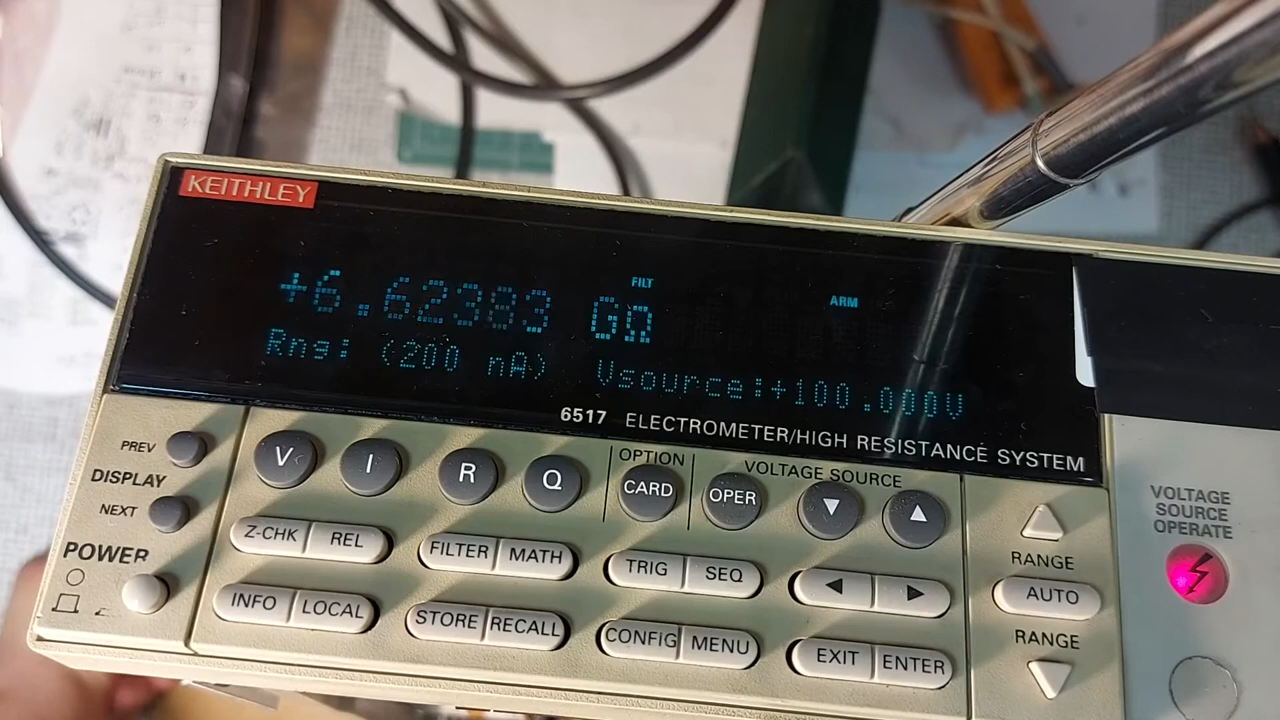 KEITHLEY
FILT
ARM
+6.62383 GΩ
Rng: (200 nA) Vsource:+100.000V
6517 ELECTROMETER/HIGH RESISTANCE SYSTEM
PREV
DISPLAY
NEXT
POWER
V
I
R
Q
OPTION
CARD
VOLTAGE SOURCE
OPER
▼
▲
Z-CHK
REL
FILTER
MATH
TRIG
SEQ
◀
▶
INFO
LOCAL
STORE
RECALL
CONFIG
MENU
EXIT
ENTER
RANGE
AUTO
RANGE
VOLTAGE
SOURCE
OPERATE